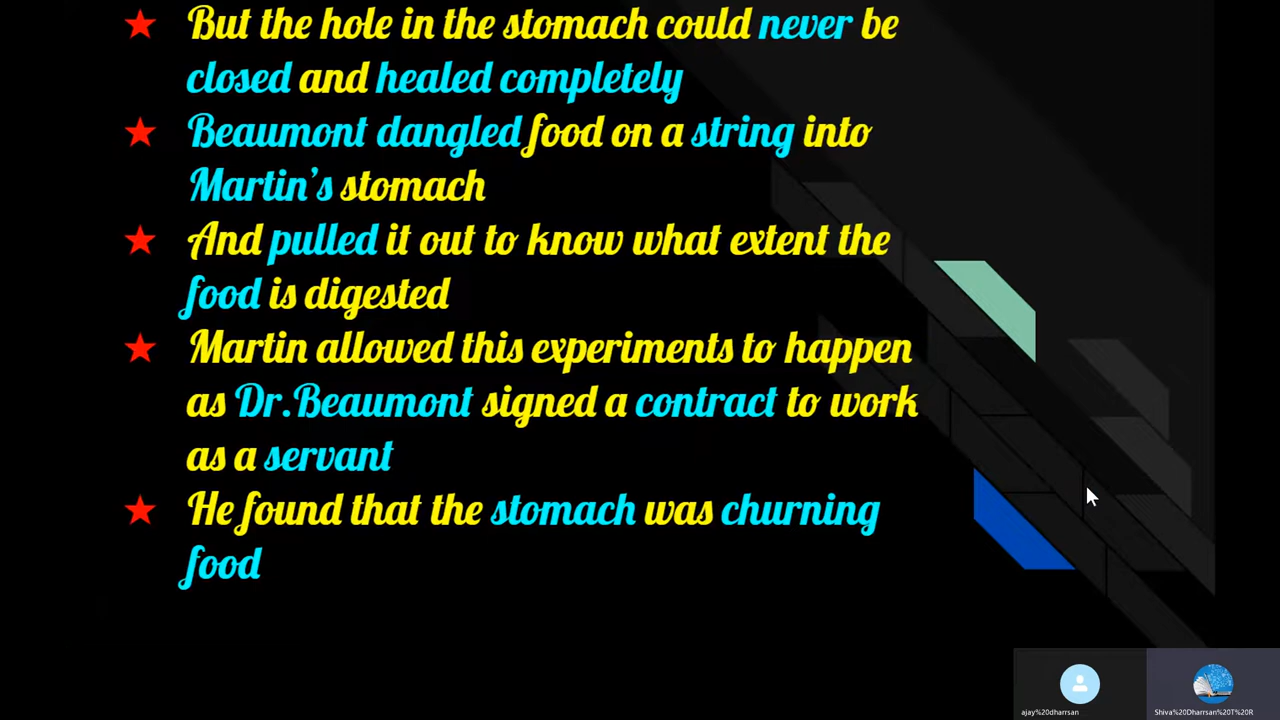 But the hole in the stomach could never be
closed and healed completely
Beaumont dangled food on a string into
Martin's stomach
And pulled it out to know what extent the
food is digested
Martin allowed this experiments to happen
as Dr.Beaumont signed a contract to work
as a servant
He found that the stomach was churning
food
ajay%20dharrsan
Shiva%20Dharrsan%20T%20R